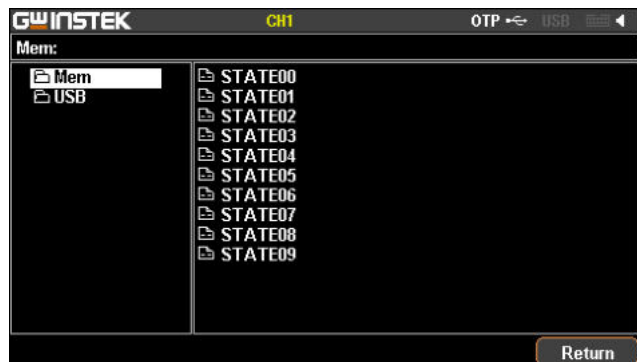 GWINSTEK CH1 OTP USB
Mem:
Mem
USB
STATE00
STATE01
STATE02
STATE03
STATE04
STATE05
STATE06
STATE07
STATE08
STATE09
Return